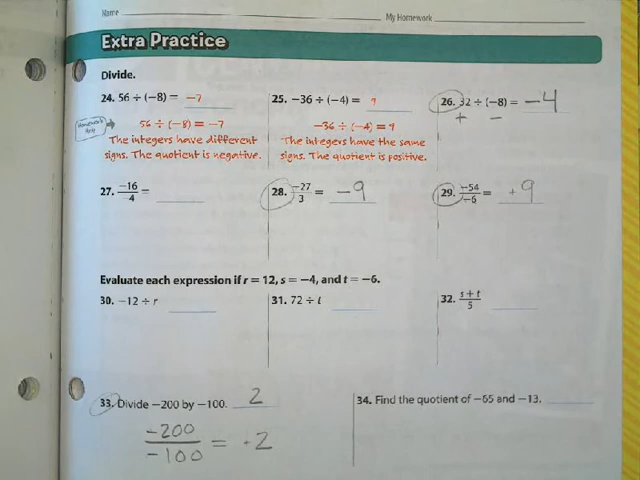 Name My Homework
Extra Practice
Divide.
24. 56 ÷ (−8) = −7
25. −36 ÷ (−4) = 9
26. 32 ÷ (−8) = −4
+ −
Homework Help
56 ÷ (−8) = −7
The integers have different
signs. The quotient is negative.
−36 ÷ (−4) = 9
The integers have the same
signs. The quotient is positive.
27. −16/4 =
28. −27/3 = −9
29. −54/−6 = +9
Evaluate each expression if r = 12, s = −4, and t = −6.
30. −12 ÷ r
31. 72 ÷ t
32. s + t/5
33. Divide −200 by −100. 2
−200/−100 = +2
34. Find the quotient of −65 and −13.